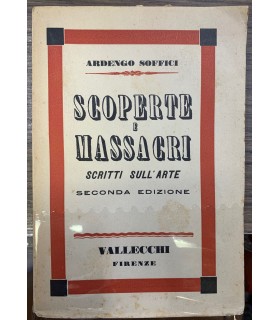 ARDENGO SOFFICI
SCOPERTE
E
MASSACRI
SCRITTI SULL'ARTE
SECONDA EDIZIONE
VALLECCHI
FIRENZE